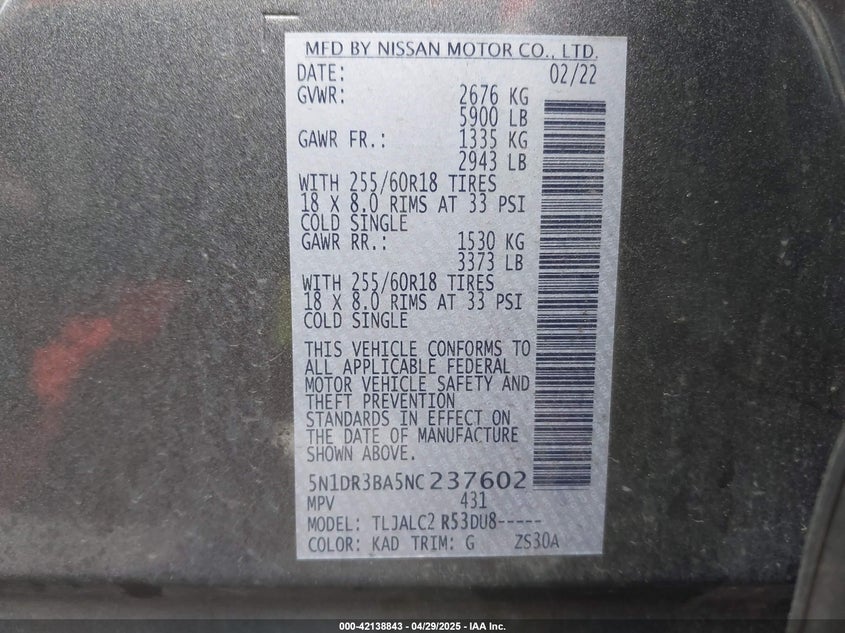 MFD BY NISSAN MOTOR CO., LTD.
DATE: 02/22
GVWR: 2676 KG
5900 LB
GAWR FR.: 1335 KG
2943 LB
WITH 255/60R18 TIRES
18 X 8.0 RIMS AT 33 PSI
COLD SINGLE
GAWR RR.: 1530 KG
3373 LB
WITH 255/60R18 TIRES
18 X 8.0 RIMS AT 33 PSI
COLD SINGLE
THIS VEHICLE CONFORMS TO
ALL APPLICABLE FEDERAL
MOTOR VEHICLE SAFETY AND
THEFT PREVENTION
STANDARDS IN EFFECT ON
THE DATE OF MANUFACTURE
SHOWN ABOVE.
5N1DR3BA5NC237602
MPV 431
MODEL: TLJALC2 R53DU8-----
COLOR: KAD TRIM: G ZS30A
000-42138843 / 04/29/2025 - IAA Inc.